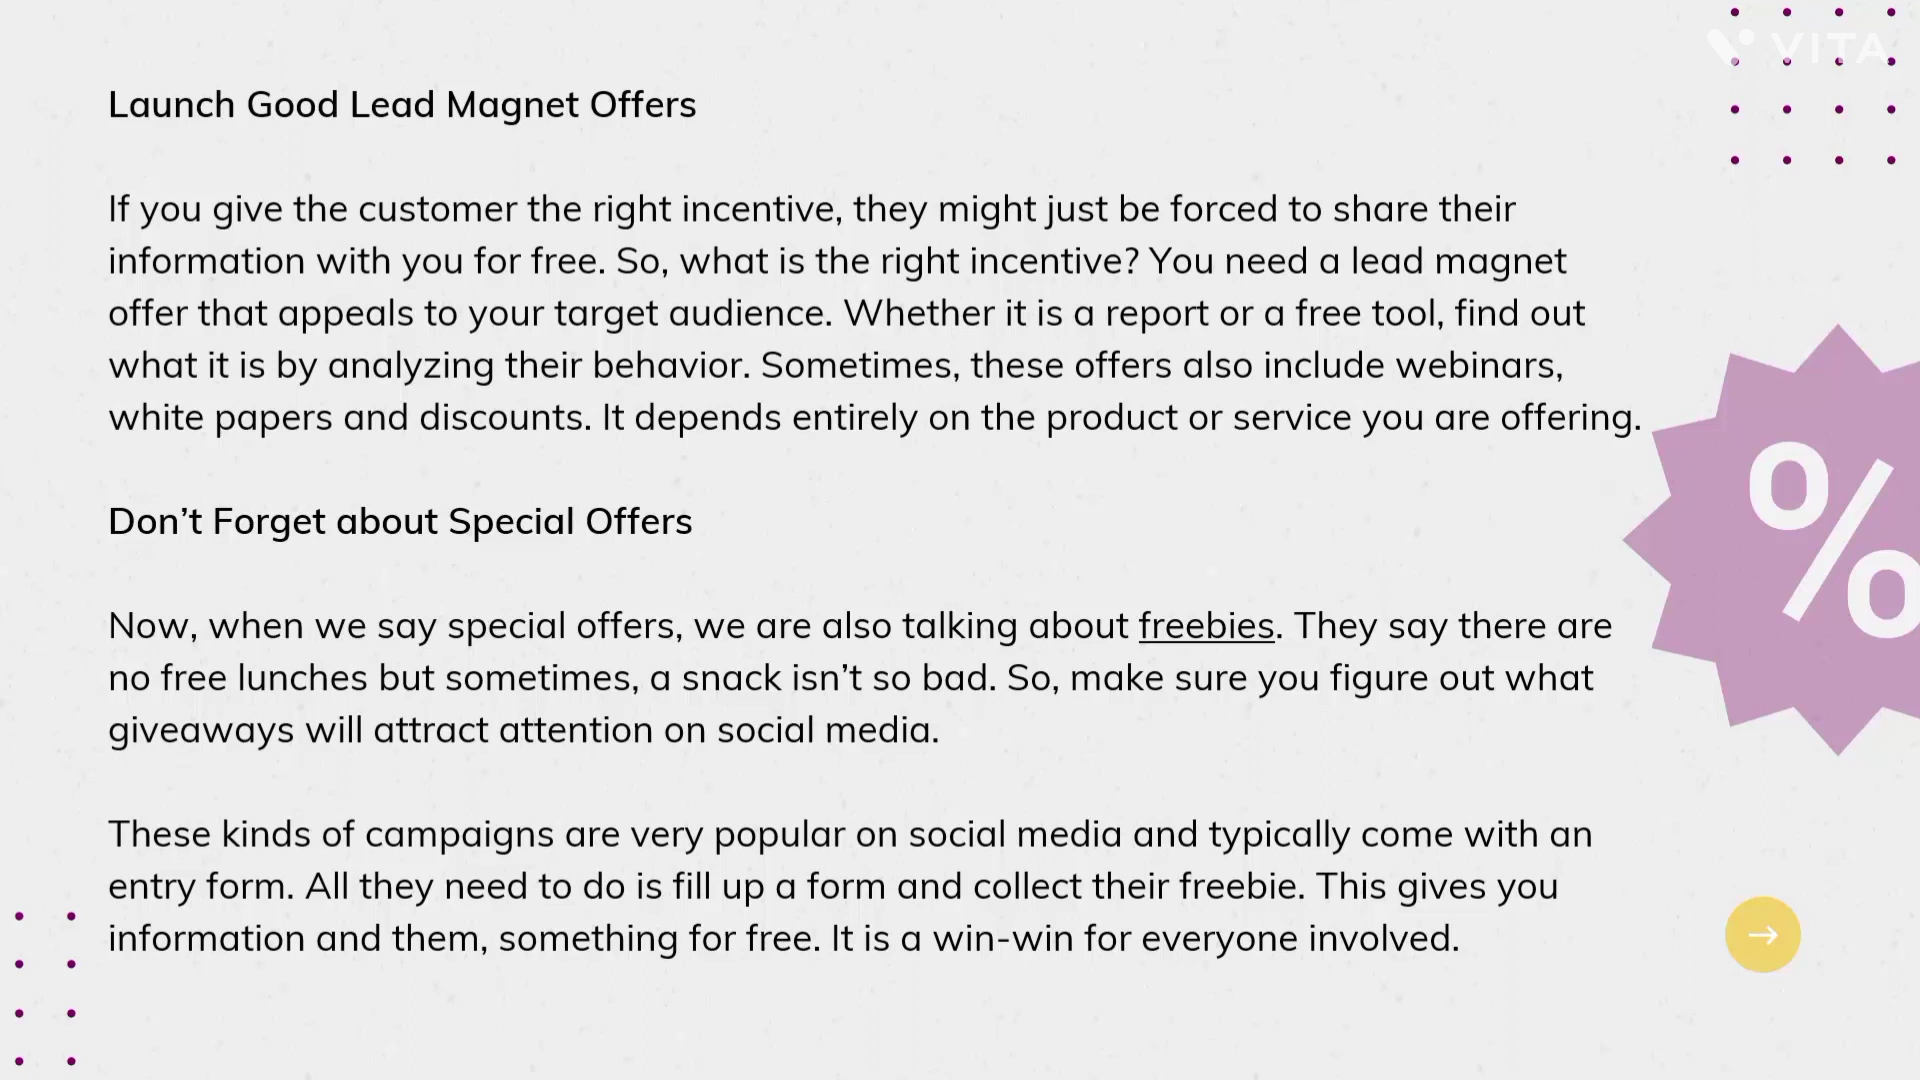 VITA
Launch Good Lead Magnet Offers
If you give the customer the right incentive, they might just be forced to share their
information with you for free. So, what is the right incentive? You need a lead magnet
offer that appeals to your target audience. Whether it is a report or a free tool, find out
what it is by analyzing their behavior. Sometimes, these offers also include webinars,
white papers and discounts. It depends entirely on the product or service you are offering.
Don’t Forget about Special Offers
Now, when we say special offers, we are also talking about freebies. They say there are
no free lunches but sometimes, a snack isn’t so bad. So, make sure you figure out what
giveaways will attract attention on social media.
These kinds of campaigns are very popular on social media and typically come with an
entry form. All they need to do is fill up a form and collect their freebie. This gives you
information and them, something for free. It is a win-win for everyone involved.
%